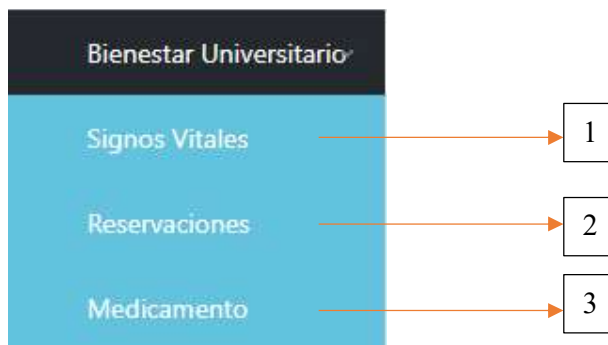 Bienestar Universitario
Signos Vitales
1
Reservaciones
2
Medicamento
3